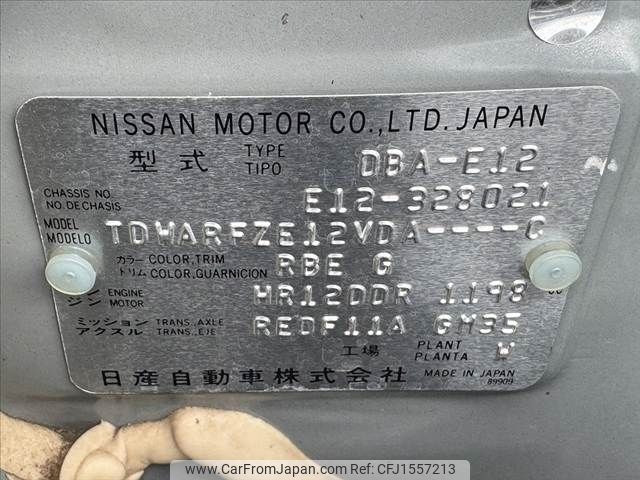 NISSAN MOTOR CO.,LTD. JAPAN
型式 TYPE TIPO DBA-E12
CHASSIS NO. NO. DE CHASIS E12-328021
MODEL MODELO TDWARFZE12VDA----C
カラー COLOR,TRIM トリム COLOR,GUARNICION RBE G
ジン ENGINE MOTOR HR12DDR 1198 cc
ミッション TRANS.,AXLE アクスル TRANS.,EJE REDF11A GM35
工場 PLANT PLANTA W
日産自動車株式会社 MADE IN JAPAN
89909
www.CarFromJapan.com | © CarFromJapan.com - CFJ1557213